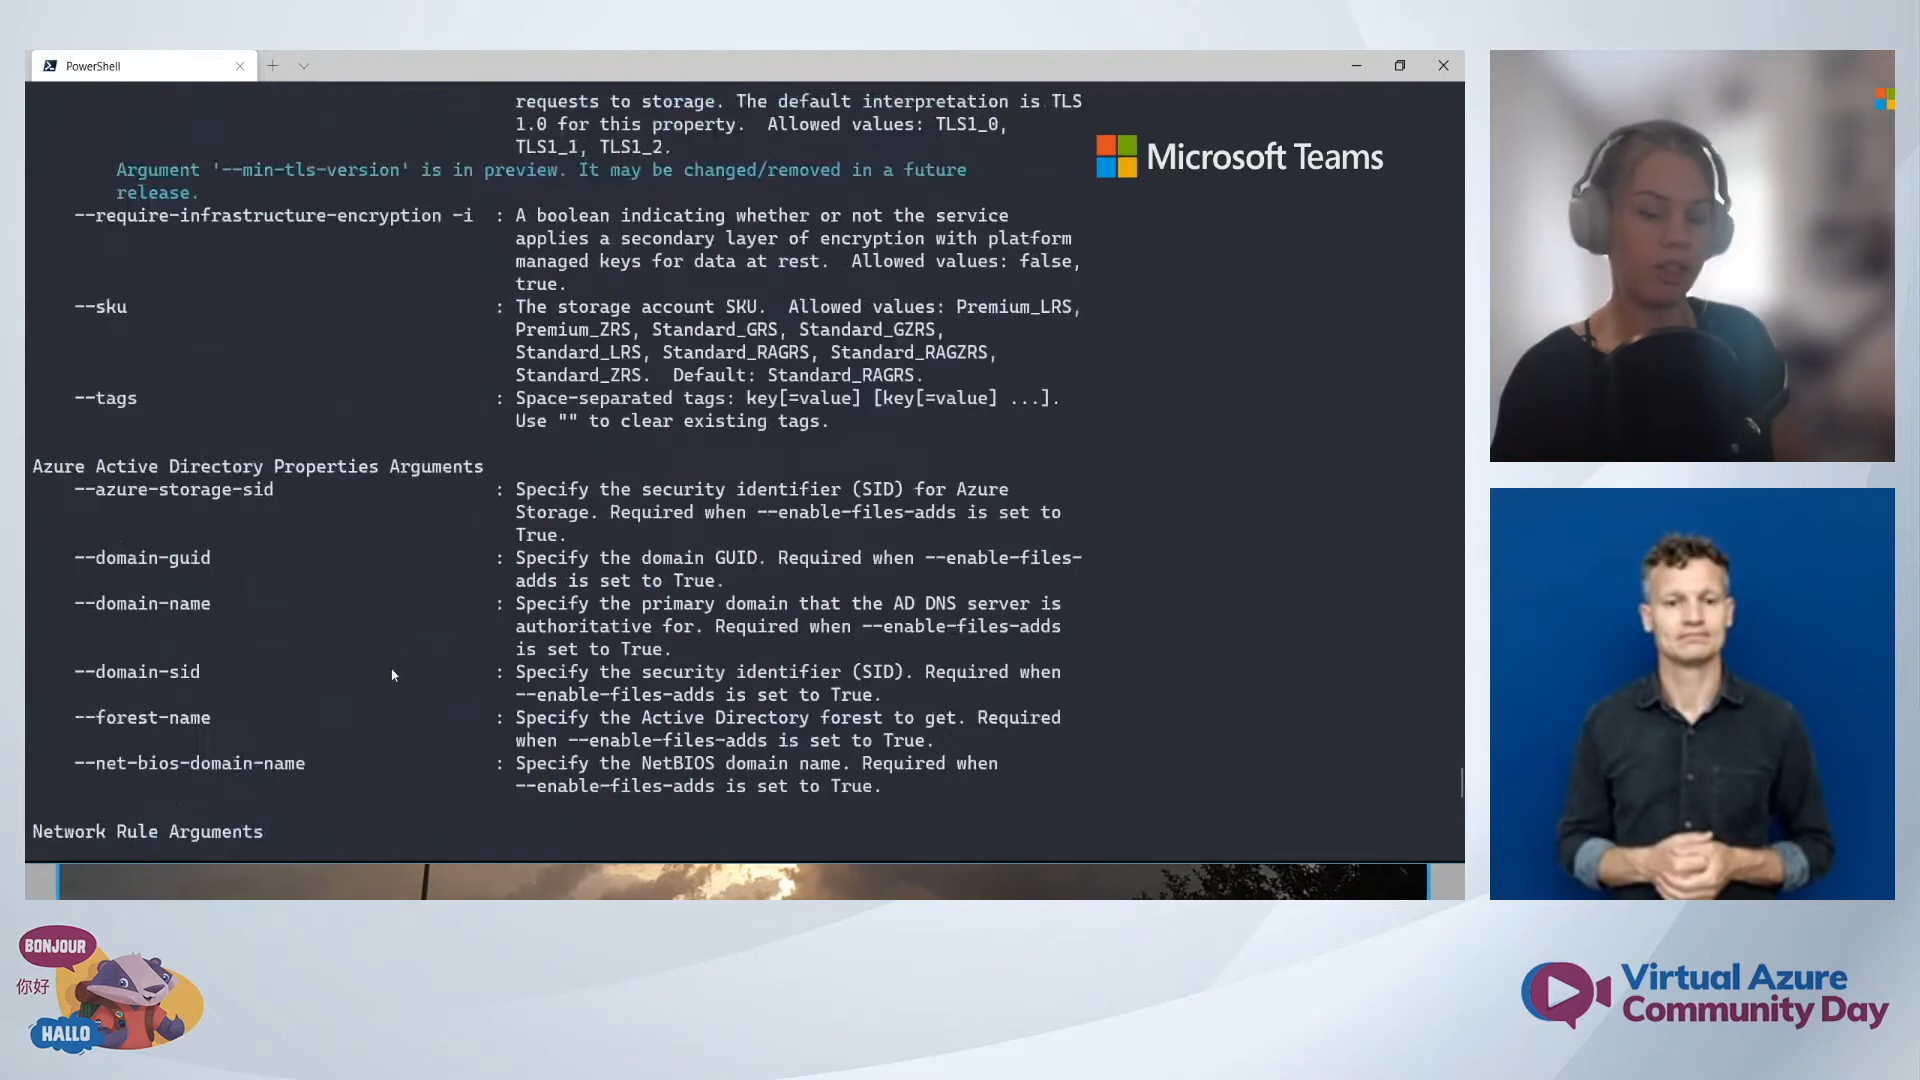 PowerShell
requests to storage. The default interpretation is TLS
1.0 for this property.  Allowed values: TLS1_0,
TLS1_1, TLS1_2.
Argument '--min-tls-version' is in preview. It may be changed/removed in a future
release.
--require-infrastructure-encryption -i  : A boolean indicating whether or not the service
applies a secondary layer of encryption with platform
managed keys for data at rest.  Allowed values: false,
true.
--sku : The storage account SKU.  Allowed values: Premium_LRS,
Premium_ZRS, Standard_GRS, Standard_GZRS,
Standard_LRS, Standard_RAGRS, Standard_RAGZRS,
Standard_ZRS.  Default: Standard_RAGRS.
--tags : Space-separated tags: key[=value] [key[=value] ...].
Use "" to clear existing tags.
Azure Active Directory Properties Arguments
--azure-storage-sid : Specify the security identifier (SID) for Azure
Storage. Required when --enable-files-adds is set to
True.
--domain-guid : Specify the domain GUID. Required when --enable-files-
adds is set to True.
--domain-name : Specify the primary domain that the AD DNS server is
authoritative for. Required when --enable-files-adds
is set to True.
--domain-sid : Specify the security identifier (SID). Required when
--enable-files-adds is set to True.
--forest-name : Specify the Active Directory forest to get. Required
when --enable-files-adds is set to True.
--net-bios-domain-name : Specify the NetBIOS domain name. Required when
--enable-files-adds is set to True.
Network Rule Arguments
Microsoft Teams
BONJOUR
你好
HALLO
Virtual Azure
Community Day